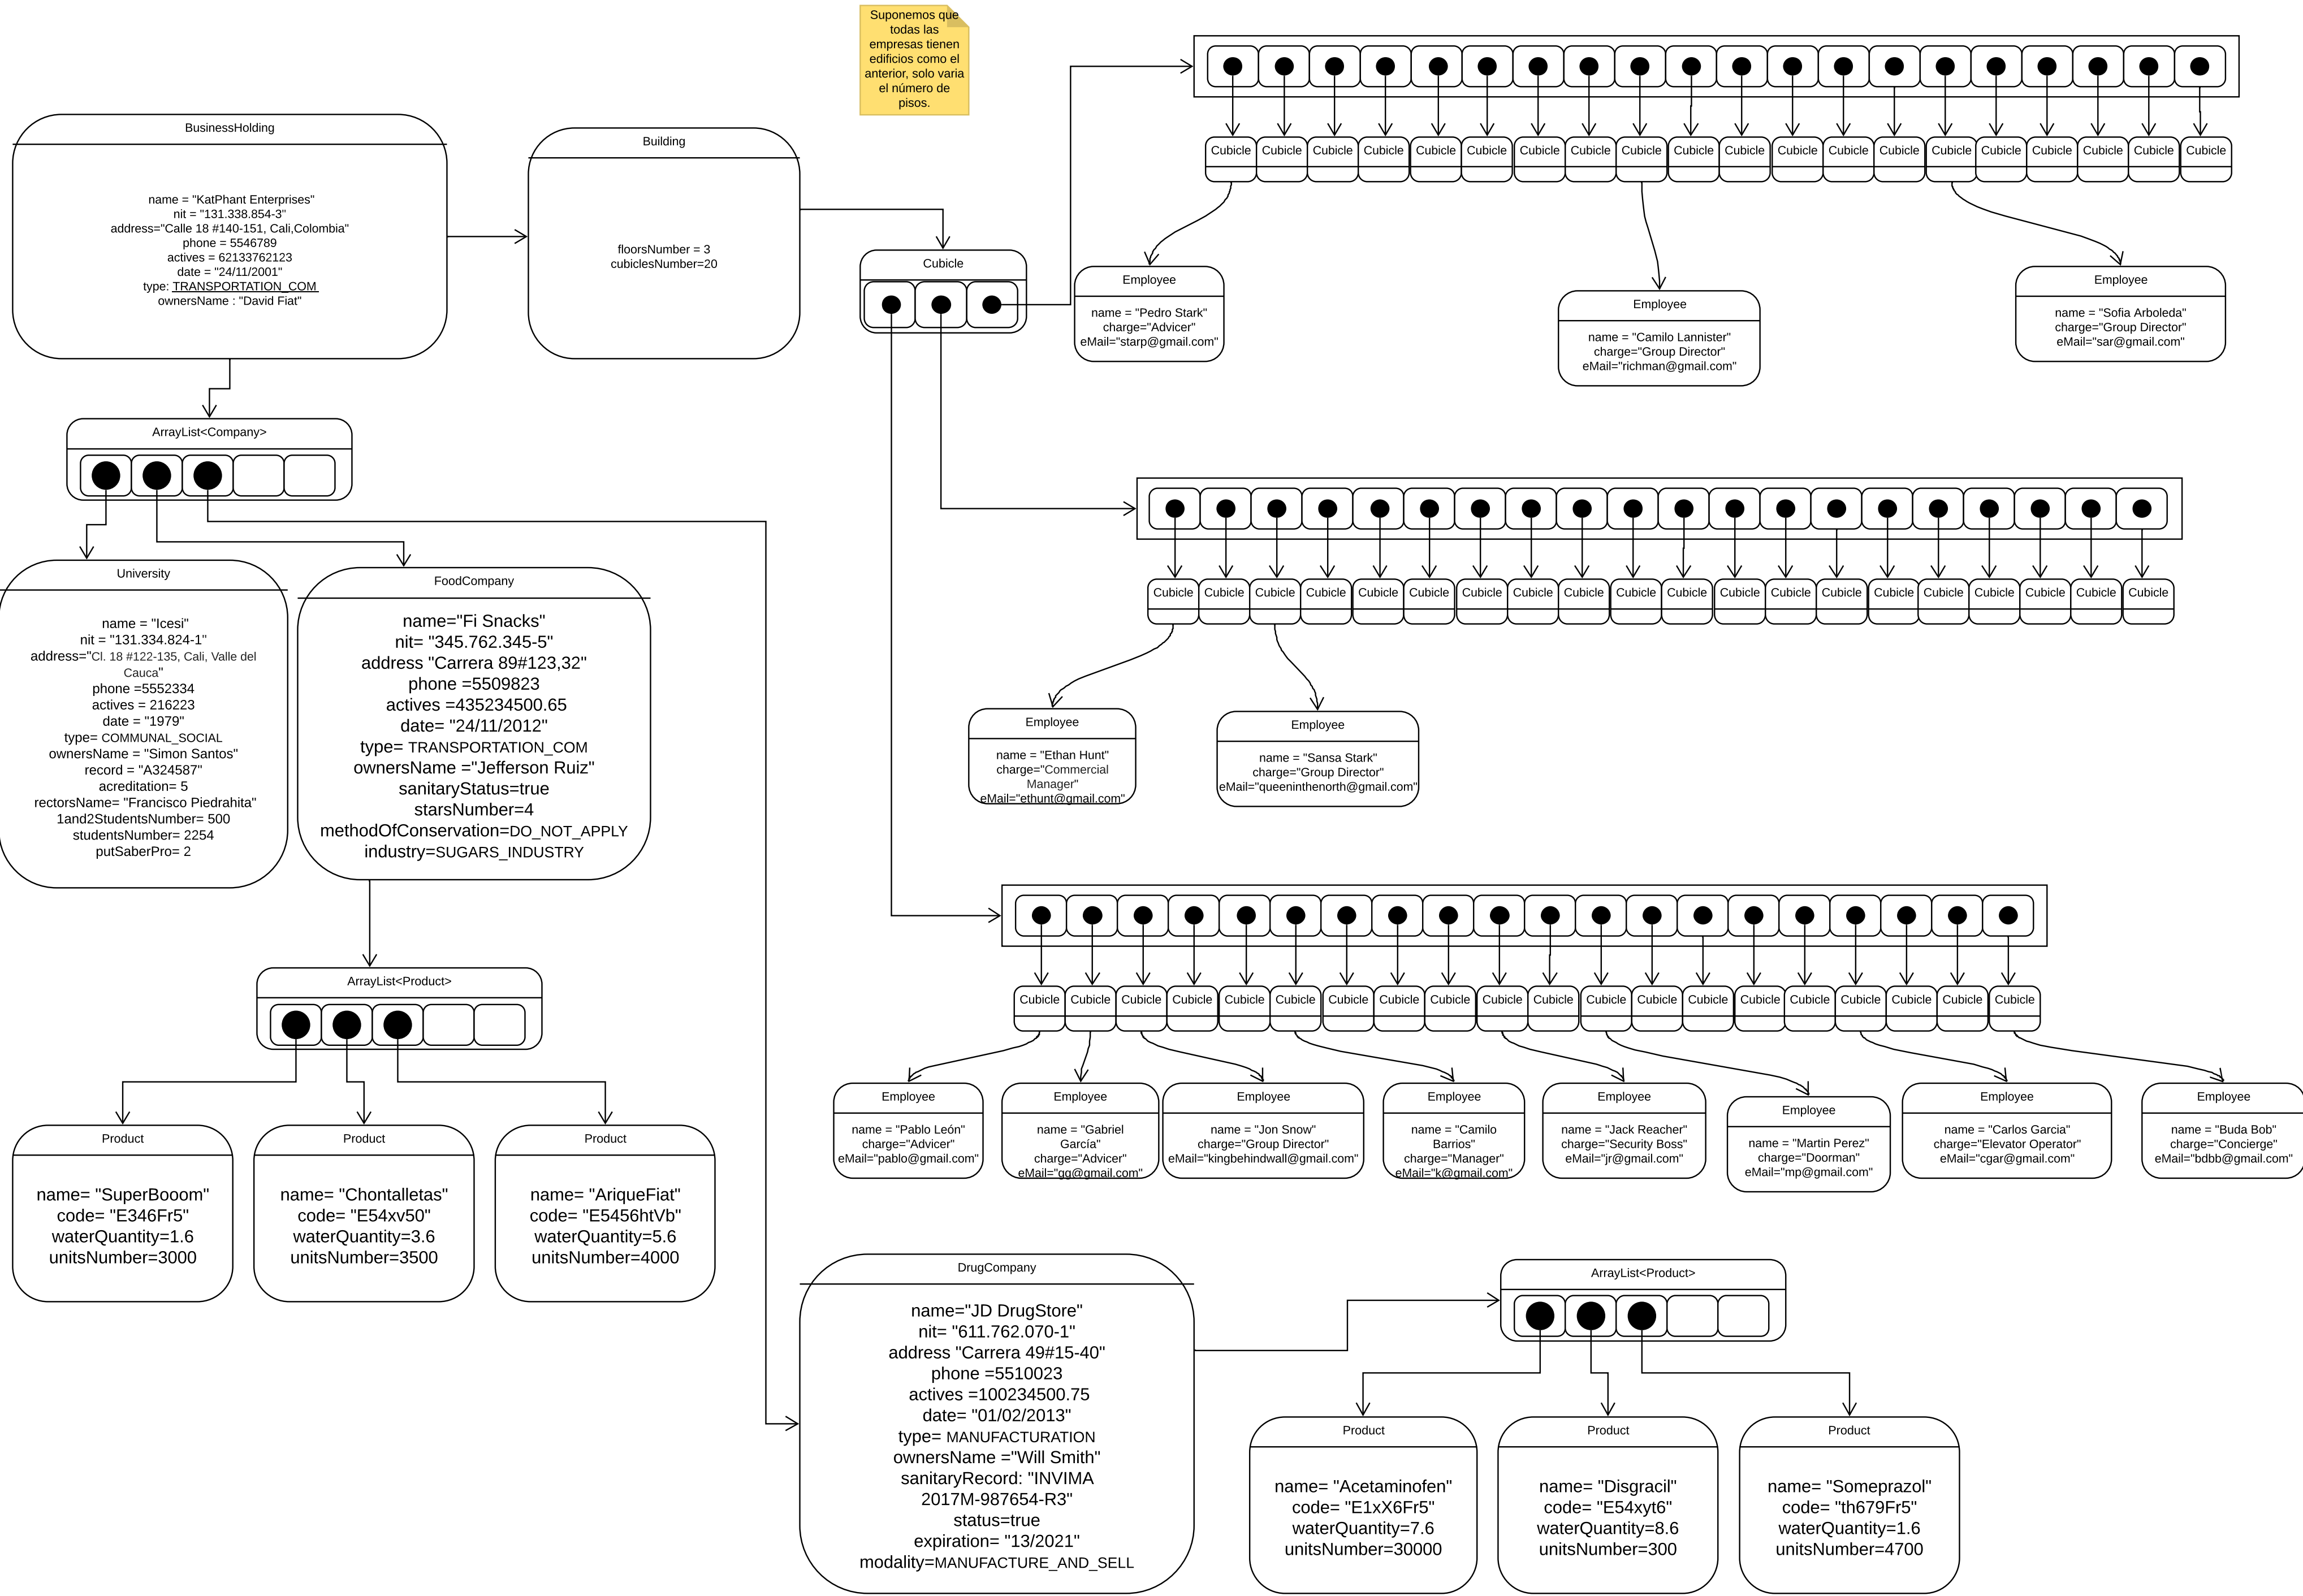 Suponemos que
todas las
empresas tienen
edificios como el
anterior, solo varia
el número de
pisos.
BusinessHolding
name = "KatPhant Enterprises"
nit = "131.338.854-3"
address="Calle 18 #140-151, Cali,Colombia"
phone = 5546789
actives = 62133762123
date = "24/11/2001"
type: TRANSPORTATION_COM
ownersName : "David Fiat"
Building
floorsNumber = 3
cubiclesNumber=20
Cubicle
Cubicle Cubicle Cubicle Cubicle Cubicle Cubicle Cubicle Cubicle Cubicle Cubicle Cubicle Cubicle Cubicle Cubicle Cubicle Cubicle Cubicle Cubicle Cubicle Cubicle
Employee
name = "Pedro Stark"
charge="Advicer"
eMail="starp@gmail.com"
Employee
name = "Camilo Lannister"
charge="Group Director"
eMail="richman@gmail.com"
Employee
name = "Sofia Arboleda"
charge="Group Director"
eMail="sar@gmail.com"
ArrayList<Company>
Cubicle Cubicle Cubicle Cubicle Cubicle Cubicle Cubicle Cubicle Cubicle Cubicle Cubicle Cubicle Cubicle Cubicle Cubicle Cubicle Cubicle Cubicle Cubicle Cubicle
Employee
name = "Ethan Hunt"
charge="Commercial
Manager"
eMail="ethunt@gmail.com"
Employee
name = "Sansa Stark"
charge="Group Director"
eMail="queeninthenorth@gmail.com"
University
name = "Icesi"
nit = "131.334.824-1"
address="Cl. 18 #122-135, Cali, Valle del
Cauca"
phone =5552334
actives = 216223
date = "1979"
type= COMMUNAL_SOCIAL
ownersName = "Simon Santos"
record = "A324587"
acreditation= 5
rectorsName= "Francisco Piedrahita"
1and2StudentsNumber= 500
studentsNumber= 2254
putSaberPro= 2
FoodCompany
name="Fi Snacks"
nit= "345.762.345-5"
address "Carrera 89#123,32"
phone =5509823
actives =435234500.65
date= "24/11/2012"
type= TRANSPORTATION_COM
ownersName ="Jefferson Ruiz"
sanitaryStatus=true
starsNumber=4
methodOfConservation=DO_NOT_APPLY
industry=SUGARS_INDUSTRY
ArrayList<Product>
Cubicle Cubicle Cubicle Cubicle Cubicle Cubicle Cubicle Cubicle Cubicle Cubicle Cubicle Cubicle Cubicle Cubicle Cubicle Cubicle Cubicle Cubicle Cubicle Cubicle
Employee
name = "Pablo León"
charge="Advicer"
eMail="pablo@gmail.com"
Employee
name = "Gabriel
García"
charge="Advicer"
eMail="gg@gmail.com"
Employee
name = "Jon Snow"
charge="Group Director"
eMail="kingbehindwall@gmail.com"
Employee
name = "Camilo
Barrios"
charge="Manager"
eMail="k@gmail.com"
Employee
name = "Jack Reacher"
charge="Security Boss"
eMail="jr@gmail.com"
Employee
name = "Martin Perez"
charge="Doorman"
eMail="mp@gmail.com"
Employee
name = "Carlos Garcia"
charge="Elevator Operator"
eMail="cgar@gmail.com"
Employee
name = "Buda Bob"
charge="Concierge"
eMail="bdbb@gmail.com"
Product
name= "SuperBooom"
code= "E346Fr5"
waterQuantity=1.6
unitsNumber=3000
Product
name= "Chontalletas"
code= "E54xv50"
waterQuantity=3.6
unitsNumber=3500
Product
name= "AriqueFiat"
code= "E5456htVb"
waterQuantity=5.6
unitsNumber=4000
DrugCompany
name="JD DrugStore"
nit= "611.762.070-1"
address "Carrera 49#15-40"
phone =5510023
actives =100234500.75
date= "01/02/2013"
type= MANUFACTURATION
ownersName ="Will Smith"
sanitaryRecord: "INVIMA
2017M-987654-R3"
status=true
expiration= "13/2021"
modality=MANUFACTURE_AND_SELL
ArrayList<Product>
Product
name= "Acetaminofen"
code= "E1xX6Fr5"
waterQuantity=7.6
unitsNumber=30000
Product
name= "Disgracil"
code= "E54xyt6"
waterQuantity=8.6
unitsNumber=300
Product
name= "Someprazol"
code= "th679Fr5"
waterQuantity=1.6
unitsNumber=4700